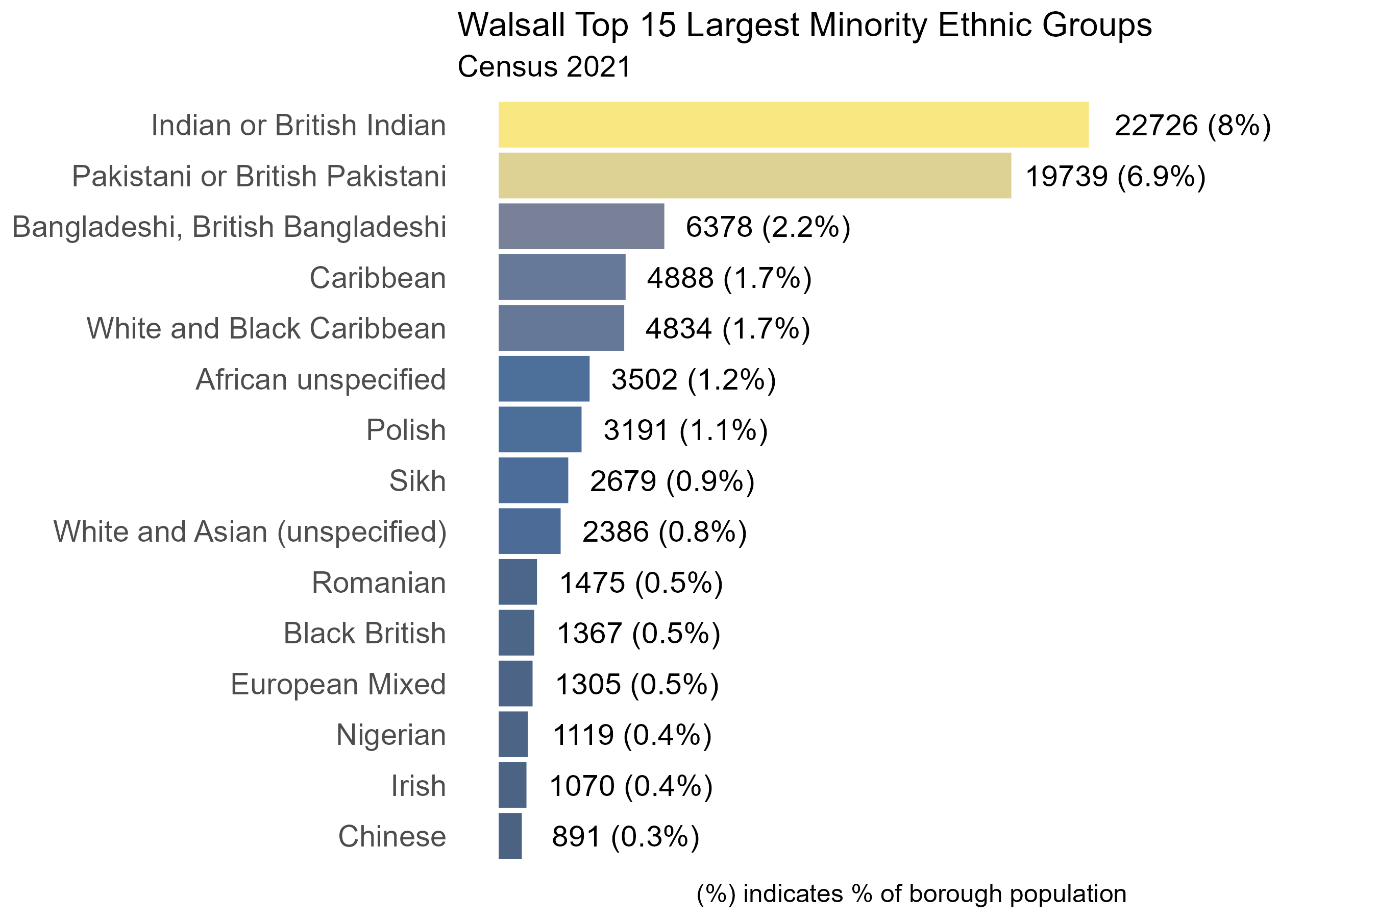 Walsall Top 15 Largest Minority Ethnic Groups
Census 2021
Indian or British Indian 22726 (8%)
Pakistani or British Pakistani 19739 (6.9%)
Bangladeshi, British Bangladeshi 6378 (2.2%)
Caribbean 4888 (1.7%)
White and Black Caribbean 4834 (1.7%)
African unspecified 3502 (1.2%)
Polish 3191 (1.1%)
Sikh 2679 (0.9%)
White and Asian (unspecified) 2386 (0.8%)
Romanian 1475 (0.5%)
Black British 1367 (0.5%)
European Mixed 1305 (0.5%)
Nigerian 1119 (0.4%)
Irish 1070 (0.4%)
Chinese 891 (0.3%)
(%) indicates % of borough population